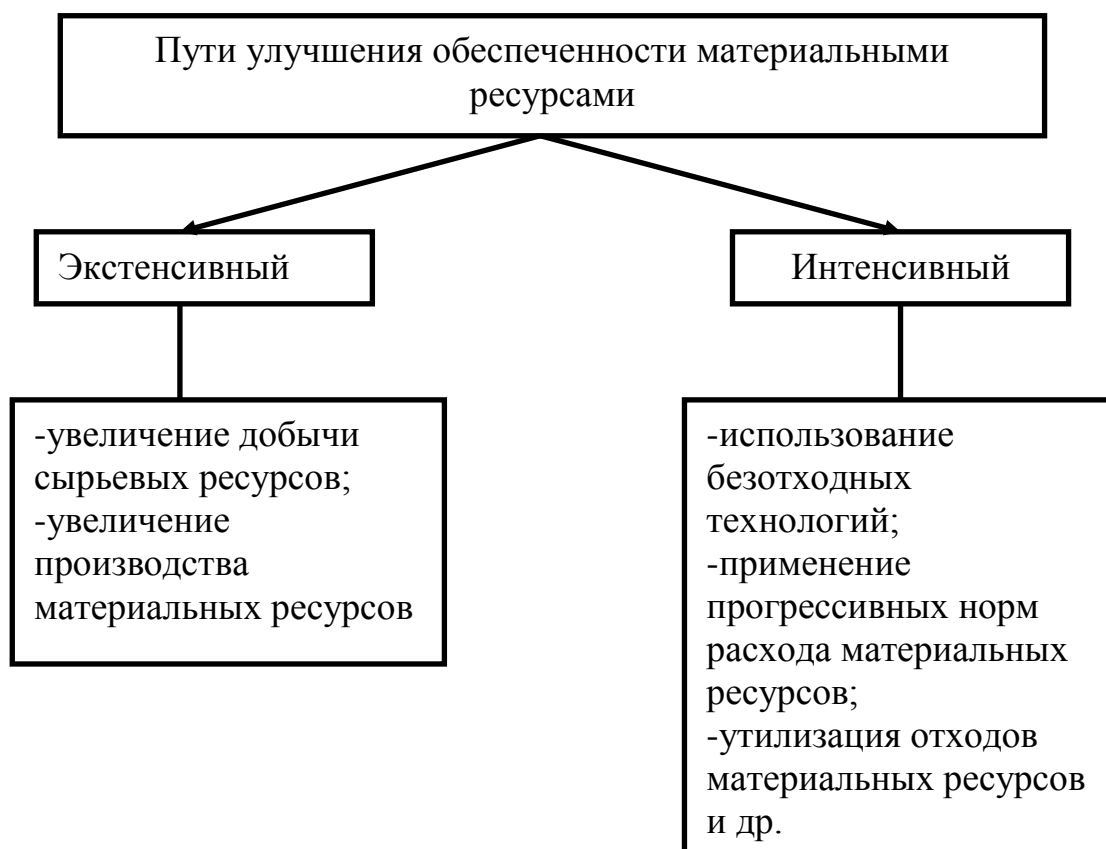 Пути улучшения обеспеченности материальными
ресурсами
Экстенсивный
Интенсивный
-увеличение добычи
сырьевых ресурсов;
-увеличение
производства
материальных ресурсов
-использование
безотходных
технологий;
-применение
прогрессивных норм
расхода материальных
ресурсов;
-утилизация отходов
материальных ресурсов
и др.